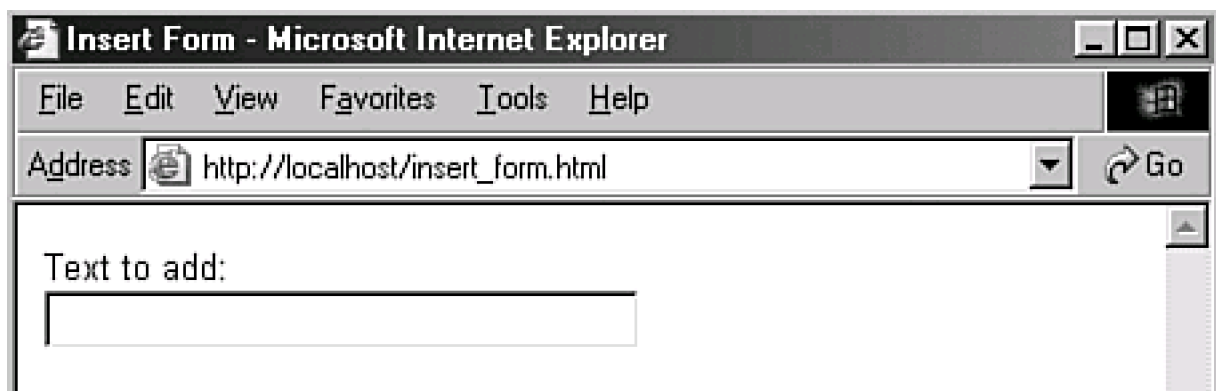 Insert Form - Microsoft Internet Explorer
File Edit View Favorites Tools Help
Address http://localhost/insert_form.html Go
Text to add: